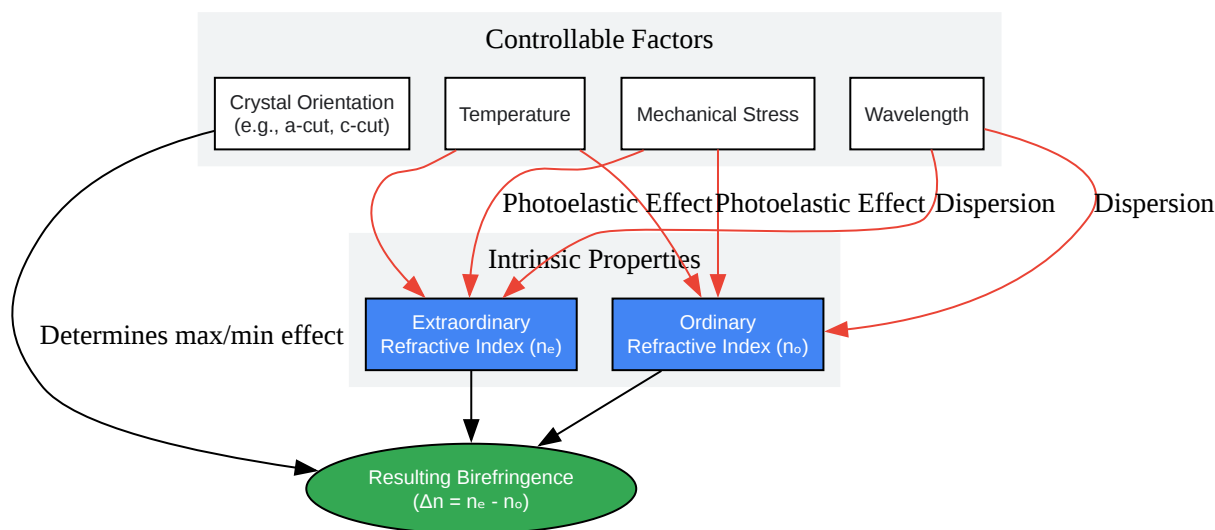 Controllable Factors
Crystal Orientation
(e.g., a-cut, c-cut)
Temperature
Mechanical Stress
Wavelength
Photoelastic Effect
Photoelastic Effect
Dispersion
Dispersion
Intrinsic Properties
Determines max/min effect
Extraordinary
Refractive Index (nₑ)
Ordinary
Refractive Index (nₒ)
Resulting Birefringence
(Δn = nₑ - nₒ)